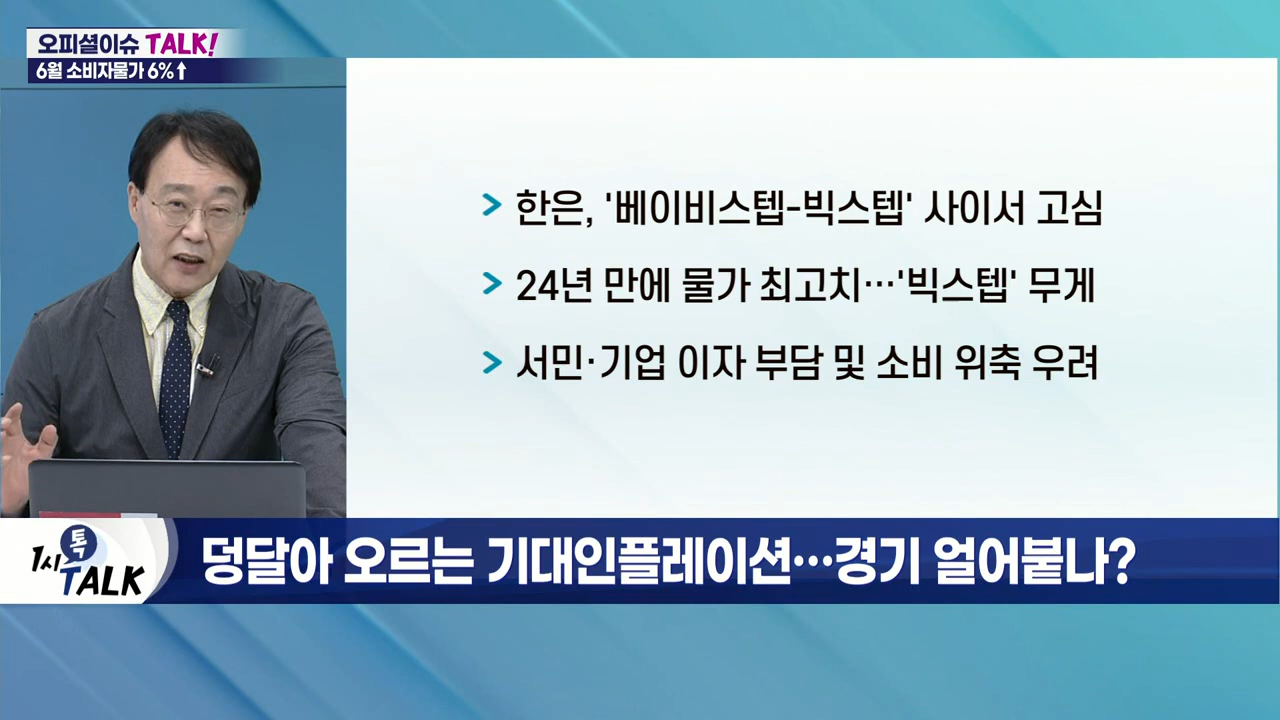 오피셜이슈 TALK!
6월 소비자물가 6%↑
> 한은, '베이비스텝-빅스텝' 사이서 고심
> 24년 만에 물가 최고치…'빅스텝' 무게
> 서민·기업 이자 부담 및 소비 위축 우려
1시 톡 TALK
덩달아 오르는 기대인플레이션…경기 얼어붙나?